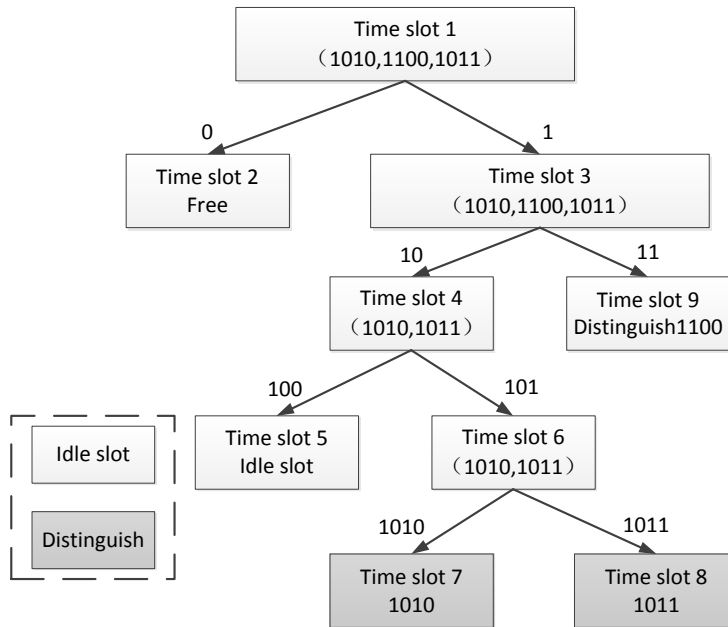 Time slot 1
（1010,1100,1011）
0
1
Time slot 2
Free
Time slot 3
（1010,1100,1011）
10
11
Time slot 4
（1010,1011）
Time slot 9
Distinguish1100
100
101
Idle slot
Time slot 5
Idle slot
Time slot 6
（1010,1011）
Distinguish
1010
1011
Time slot 7
1010
Time slot 8
1011